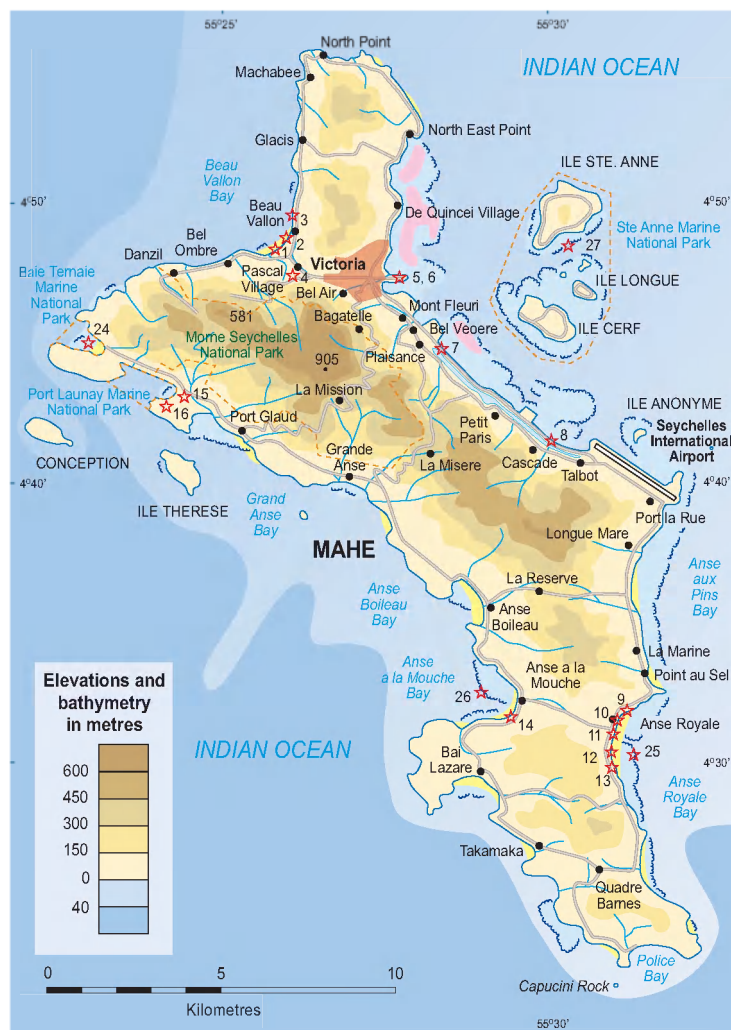 55°25'
55°30'
North Point
INDIAN OCEAN
Machabee
North East Point
Glacis
ILE STE. ANNE
Beau
Vallon
Bay
4°50'
4°50'
Beau
Vallon
3
De Quincei Village
Ste Anne Marine
National Park
27
Bel
Ombre
2
1
Danzil
Victoria
Pascal
Village
4
5, 6
ILE LONGUE
Baie Ternaie
Marine
National
Park
Bel Air
Mont Fleuri
ILE CERF
581
Bagatelle
Bel Veoere
24
Morne Seychelles
National Park
Plaisance
7
905
Port Launay Marine
National Park
15
16
La Mission
ILE ANONYME
Port Glaud
Petit
Paris
8
Seychelles
International
Airport
CONCEPTION
Grande
Anse
La Misere
Cascade
Talbot
4°40'
4°40'
ILE THERESE
Grand
Anse
Bay
Port la Rue
Longue Mare
MAHE
Anse
aux
Pins
Bay
La Reserve
Anse
Boileau
Bay
Anse
Boileau
La Marine
Elevations and
bathymetry
in metres
Anse
a la Mouche
Bay
Anse a la
Mouche
Point au Sel
26
9
10
Anse Royale
14
11
INDIAN OCEAN
12
25
Bai
Lazare
13
4°30'
600
450
300
150
0
40
Anse
Royale
Bay
Takamaka
Quadre
Barnes
Police
Bay
0
5
10
Capucini Rock
Kilometres
55°30'